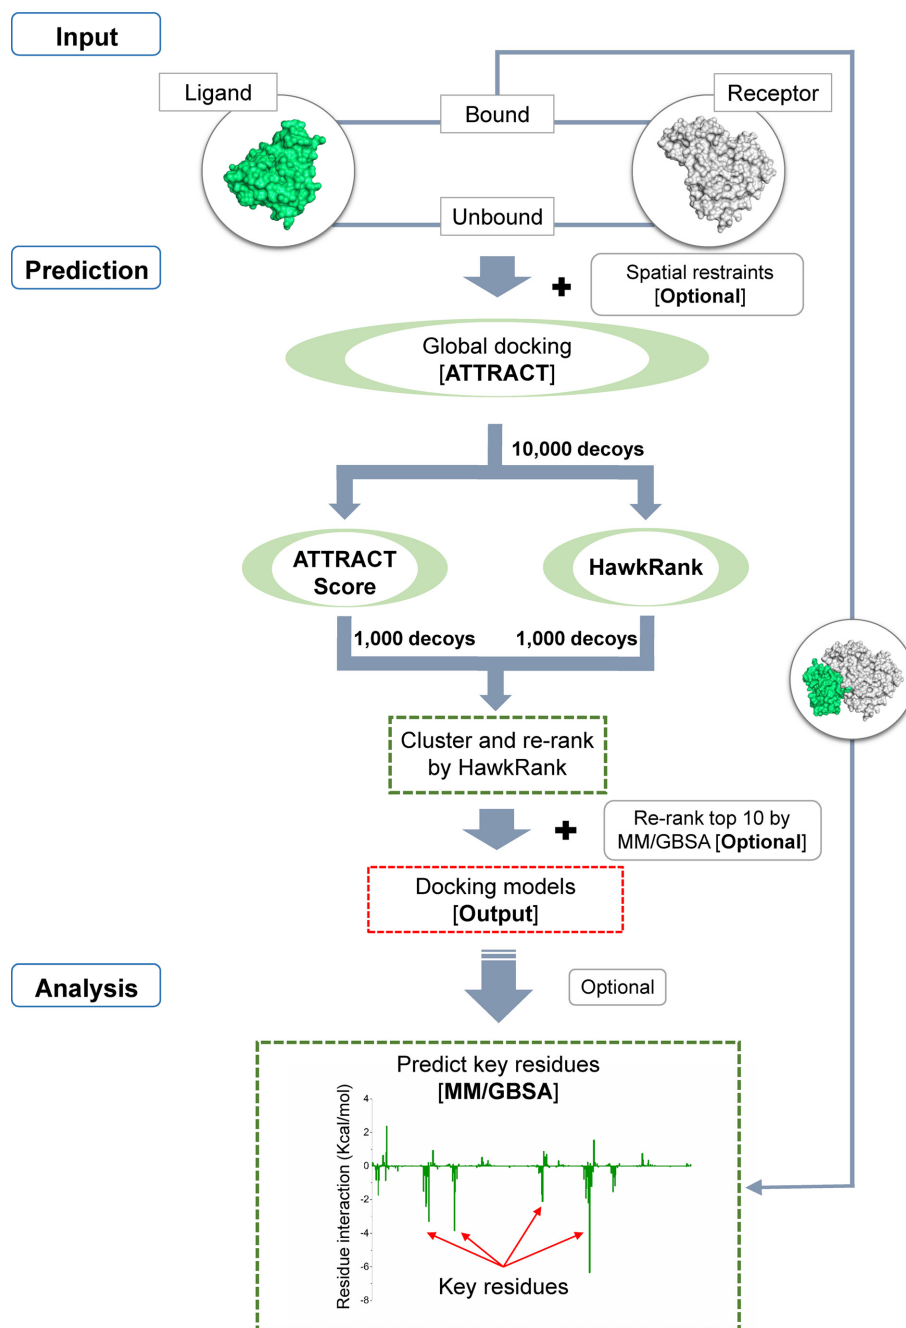 Input
Ligand
Receptor
Bound
Unbound
Prediction
Spatial restraints
[Optional]
Global docking
[ATTRACT]
10,000 decoys
ATTRACT
Score
HawkRank
1,000 decoys
1,000 decoys
Cluster and re-rank
by HawkRank
Re-rank top 10 by
MM/GBSA [Optional]
Docking models
[Output]
Analysis
Optional
Predict key residues
[MM/GBSA]
Residue interaction (Kcal/mol)
4
2
0
-2
-4
-6
-8
Key residues